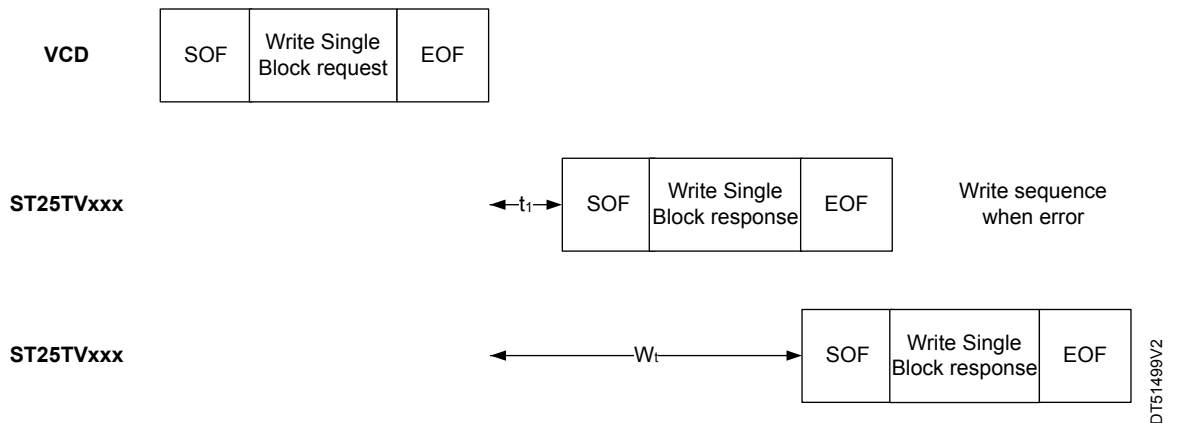 VCD
SOF
Write Single
Block request
EOF
ST25TVxxx
t1
SOF
Write Single
Block response
EOF
Write sequence
when error
ST25TVxxx
Wt
SOF
Write Single
Block response
EOF
DT51499V2